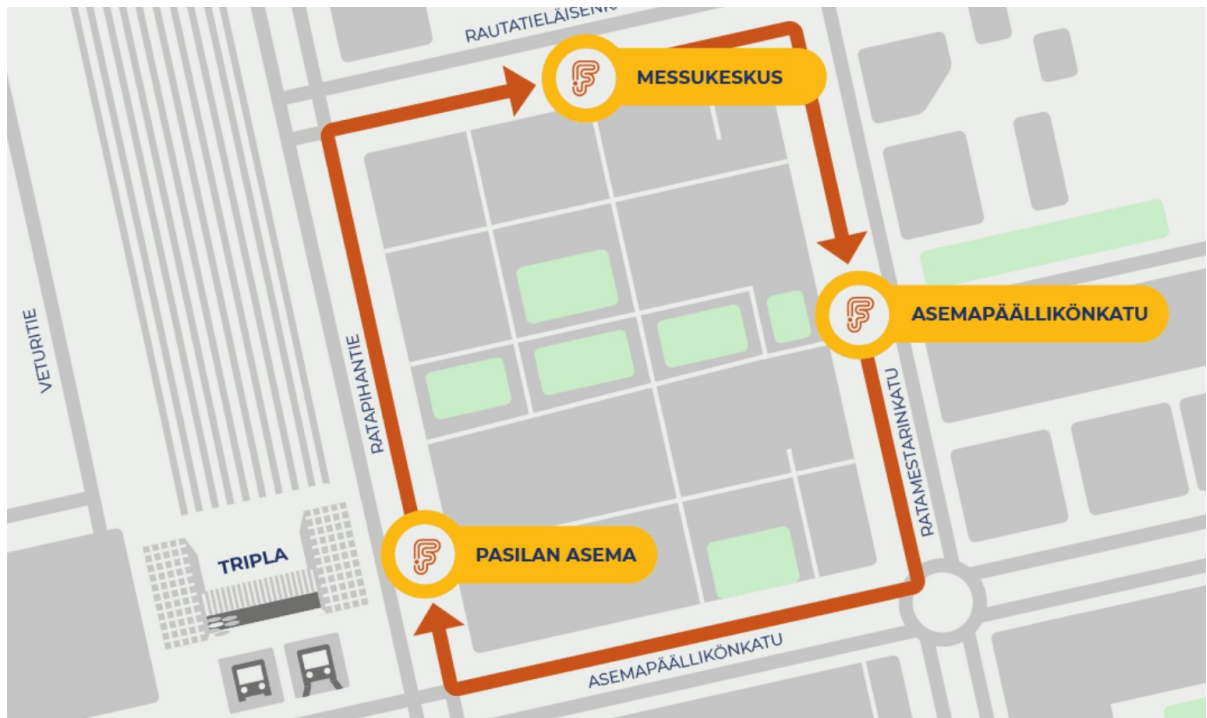 RAUTATIELÄISENK
MESSUKESKUS
ASEMAPÄÄLLIKÖNKATU
VETURITIE
RATAPIHANTIE
RATAMESTARINKATU
TRIPLA
PASILAN ASEMA
ASEMAPÄÄLLIKÖNKATU